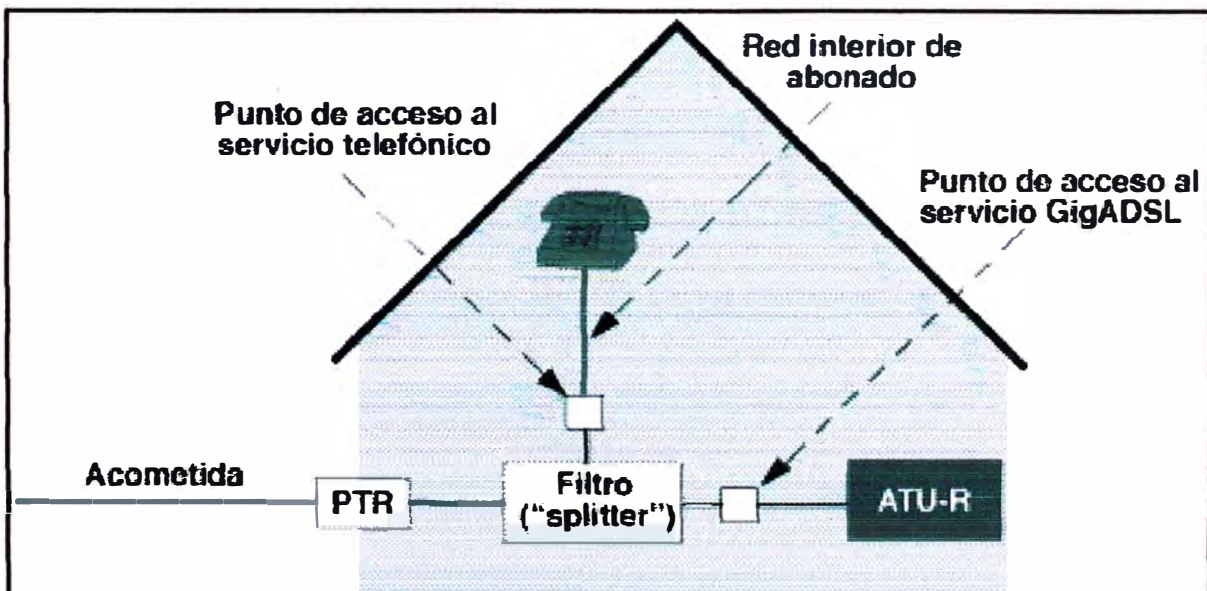 Red interior de
abonado
Punto de acceso al
servicio telefónico
Punto de acceso al
servicio GigADSL
Acometida
PTR
Filtro
("splitter")
ATU-R